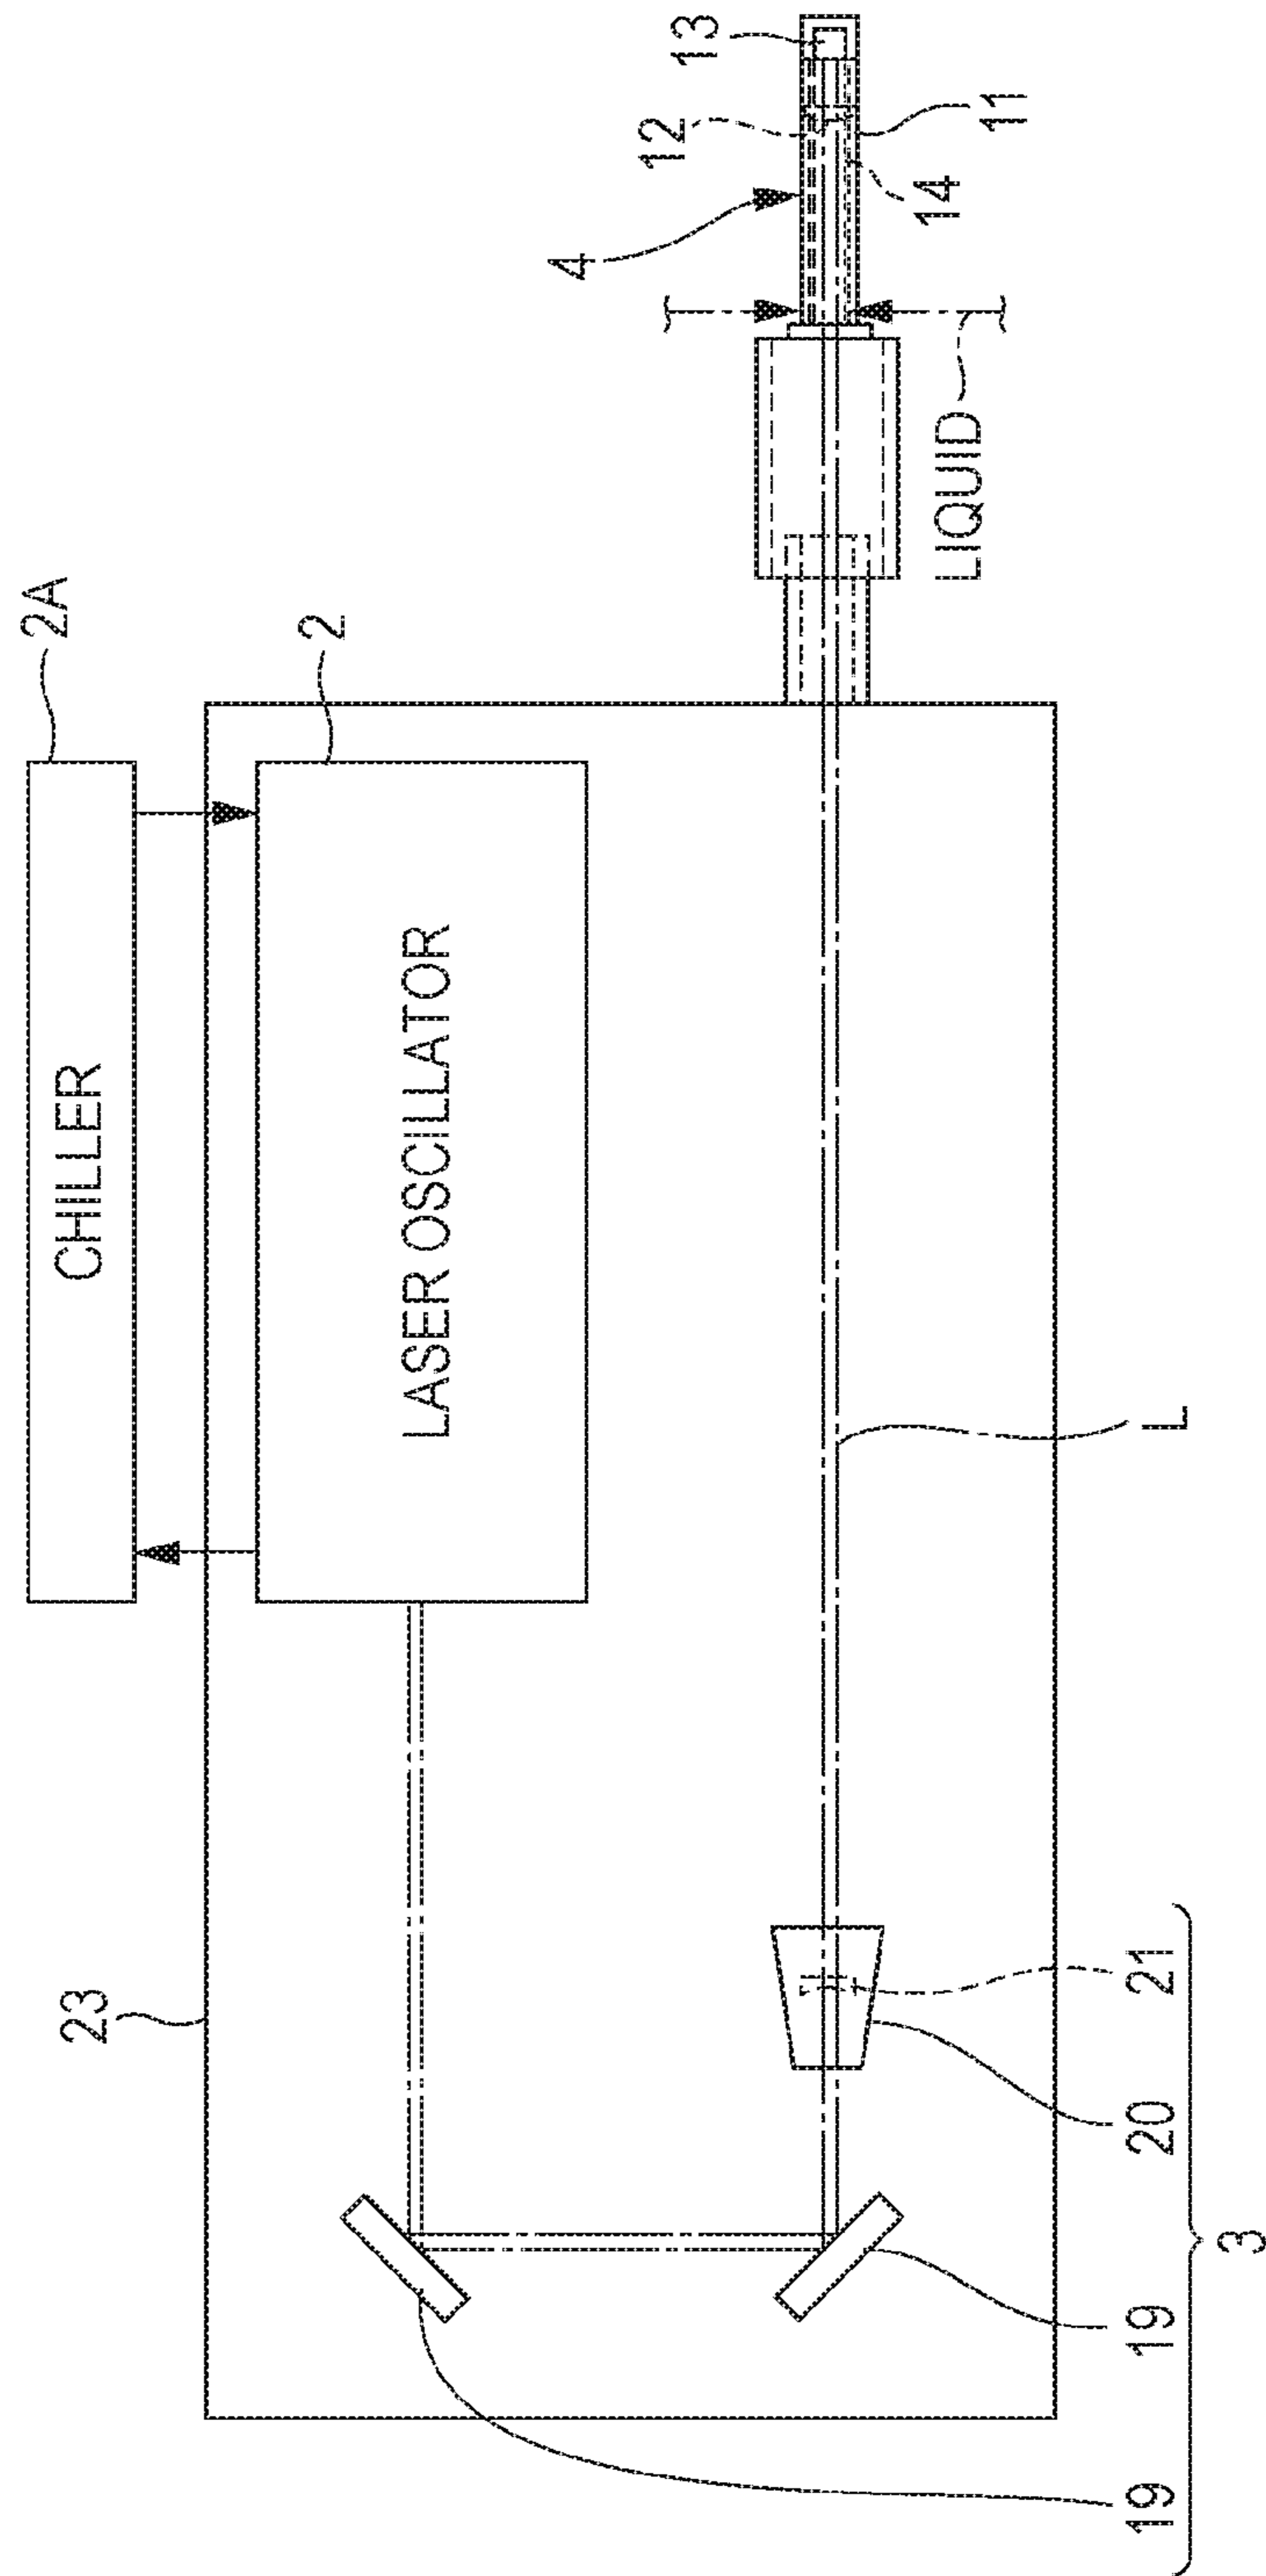 2A
CHILLER
23
2
LASER OSCILLATOR
4
12
13
LIQUID
14
11
19 19 20 21
L
3